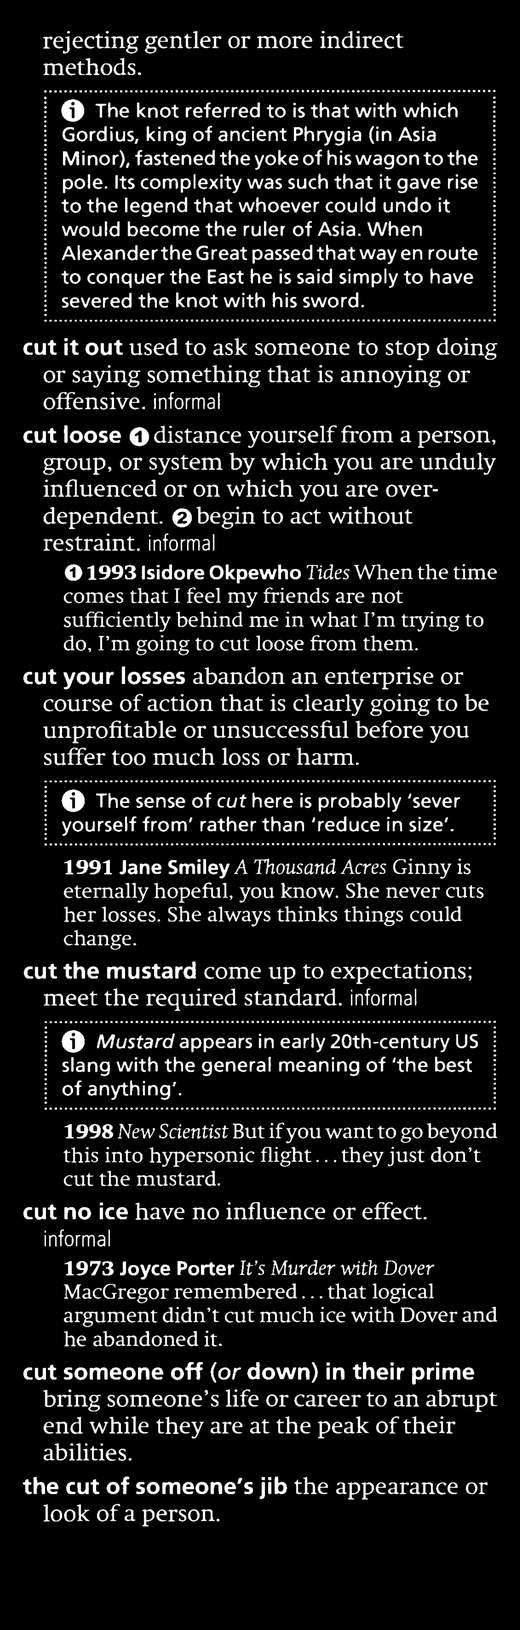 rejecting gentler or more indirect
methods.
ⓘ The knot referred to is that with which
Gordius, king of ancient Phrygia (in Asia
Minor), fastened the yoke of his wagon to the
pole. Its complexity was such that it gave rise
to the legend that whoever could undo it
would become the ruler of Asia. When
Alexander the Great passed that way en route
to conquer the East he is said simply to have
severed the knot with his sword.
cut it out used to ask someone to stop doing
or saying something that is annoying or
offensive. informal
cut loose ❶ distance yourself from a person,
group, or system by which you are unduly
influenced or on which you are over-
dependent. ❷ begin to act without
restraint. informal
❶ 1993 Isidore Okpewho Tides When the time
comes that I feel my friends are not
sufficiently behind me in what I'm trying to
do, I'm going to cut loose from them.
cut your losses abandon an enterprise or
course of action that is clearly going to be
unprofitable or unsuccessful before you
suffer too much loss or harm.
ⓘ The sense of cut here is probably 'sever
yourself from' rather than 'reduce in size'.
1991 Jane Smiley A Thousand Acres Ginny is
eternally hopeful, you know. She never cuts
her losses. She always thinks things could
change.
cut the mustard come up to expectations;
meet the required standard. informal
ⓘ Mustard appears in early 20th-century US
slang with the general meaning of 'the best
of anything'.
1998 New Scientist But if you want to go beyond
this into hypersonic flight…they just don't
cut the mustard.
cut no ice have no influence or effect.
informal
1973 Joyce Porter It's Murder with Dover
MacGregor remembered…that logical
argument didn't cut much ice with Dover and
he abandoned it.
cut someone off (or down) in their prime
bring someone's life or career to an abrupt
end while they are at the peak of their
abilities.
the cut of someone's jib the appearance or
look of a person.